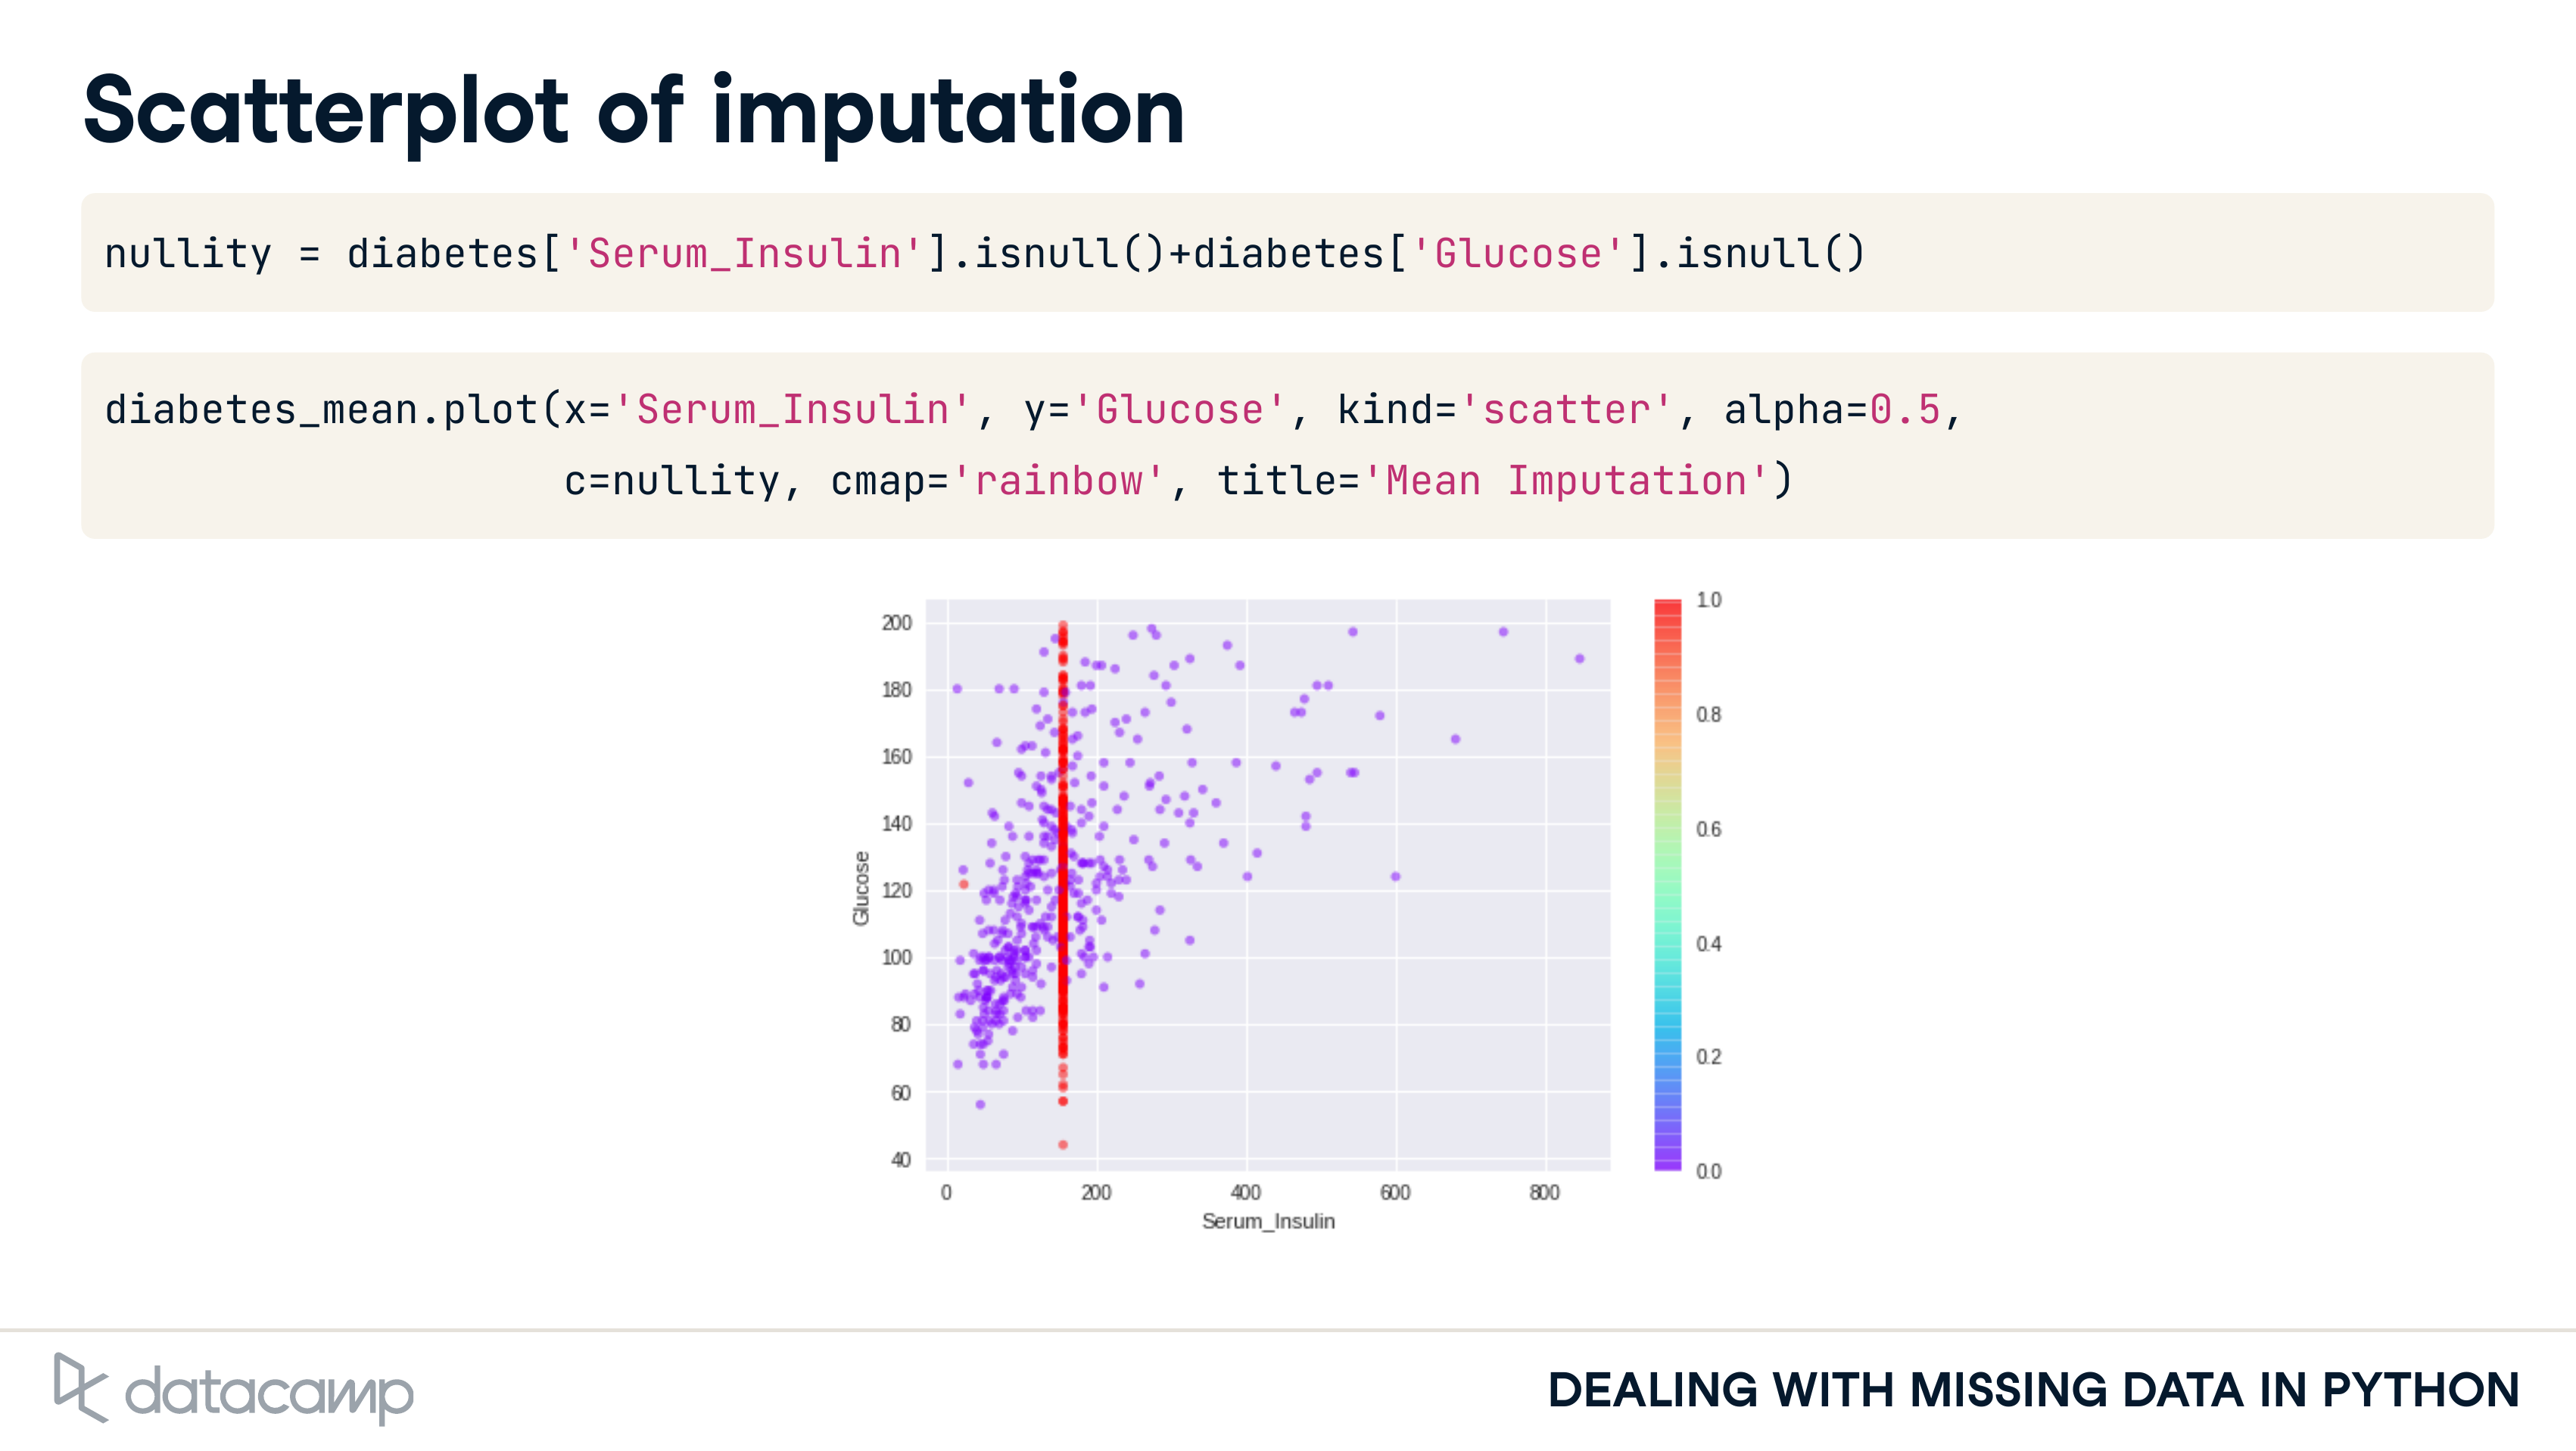 Scatterplot of imputation
nullity = diabetes['Serum_Insulin'].isnull()+diabetes['Glucose'].isnull()
diabetes_mean.plot(x='Serum_Insulin', y='Glucose', kind='scatter', alpha=0.5,
c=nullity, cmap='rainbow', title='Mean Imputation')
200
180
160
140
120
100
80
60
40
Glucose
0 200 400 600 800
Serum_Insulin
1.0
0.8
0.6
0.4
0.2
0.0
datacamp
DEALING WITH MISSING DATA IN PYTHON